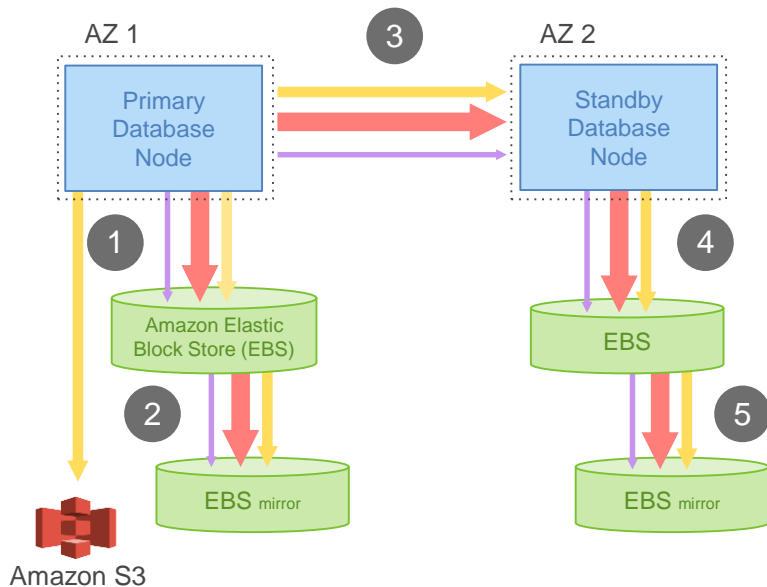 AZ 1
3
AZ 2
Primary
Database
Node
Standby
Database
Node
1
4
Amazon Elastic
Block Store (EBS)
EBS
2
5
EBS mirror
EBS mirror
Amazon S3